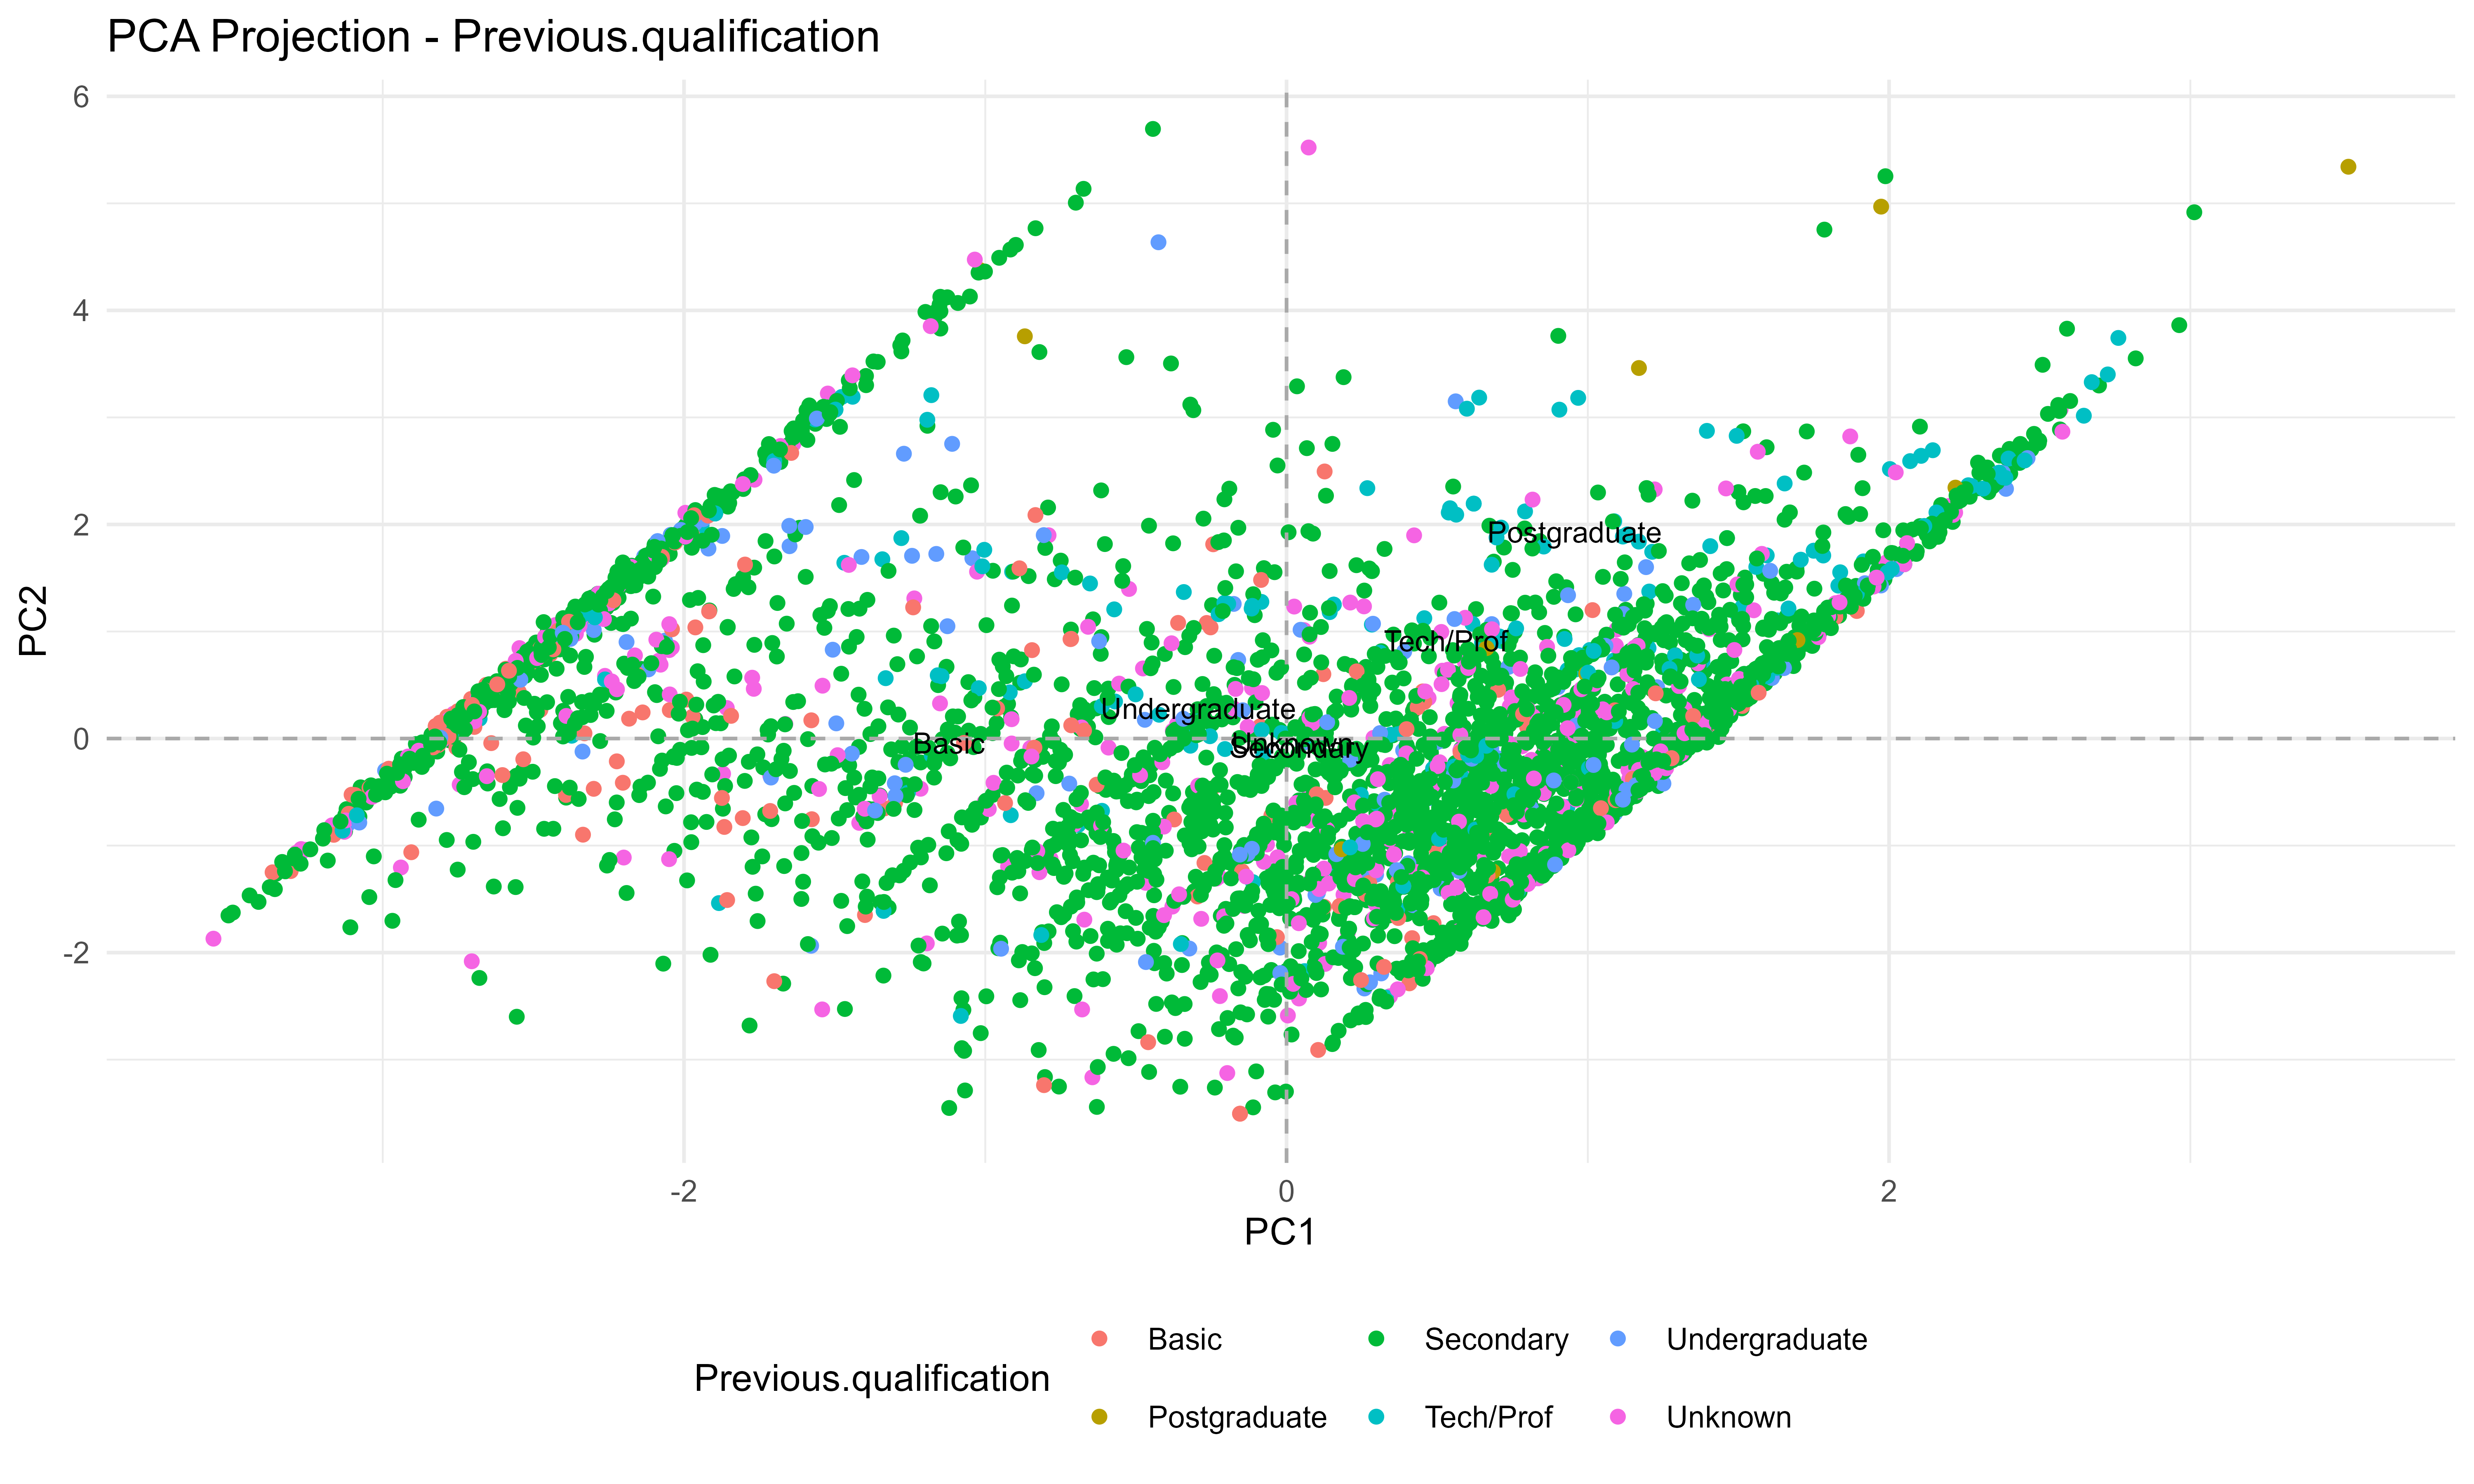 PCA Projection - Previous.qualification
6
4
2
0
-2
PC2
Postgraduate
Tech/Prof
Undergraduate
Basic
Unknown
Secondary
-2
0
2
PC1
Previous.qualification
Basic
Secondary
Undergraduate
Postgraduate
Tech/Prof
Unknown